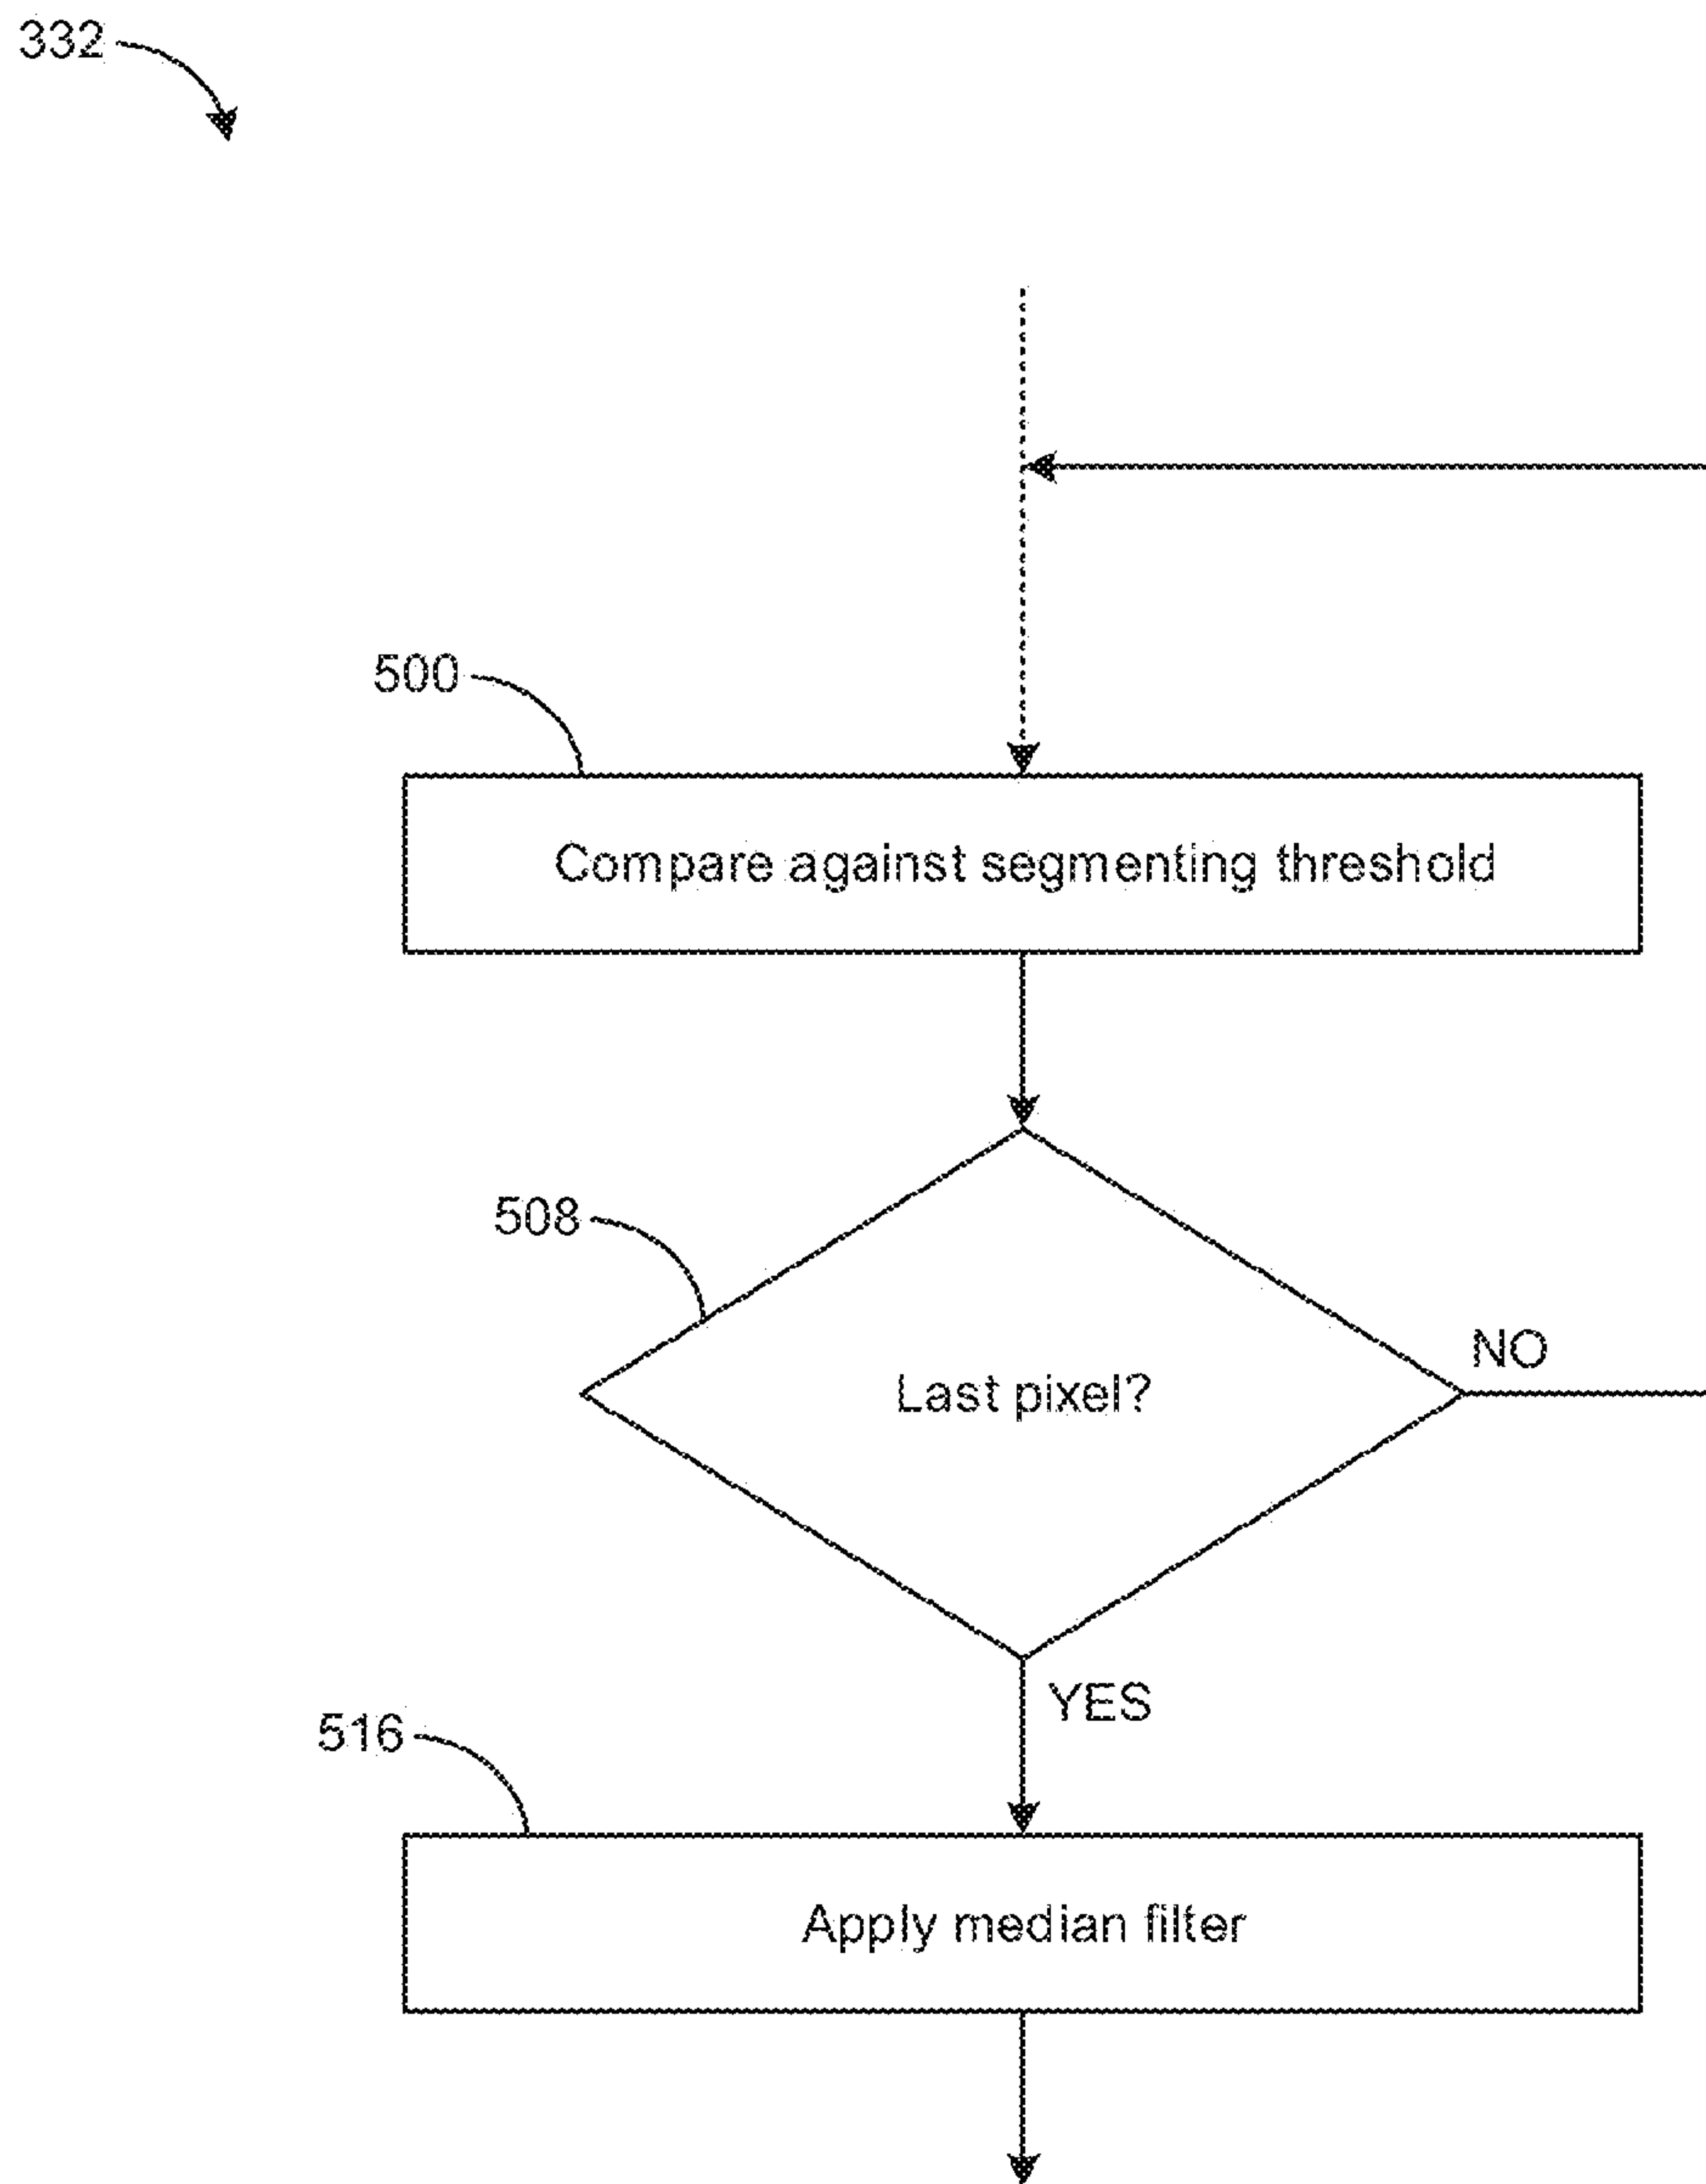 332
500
Compare against segmenting threshold
508
Last pixel?
NO
YES
516
Apply median filter